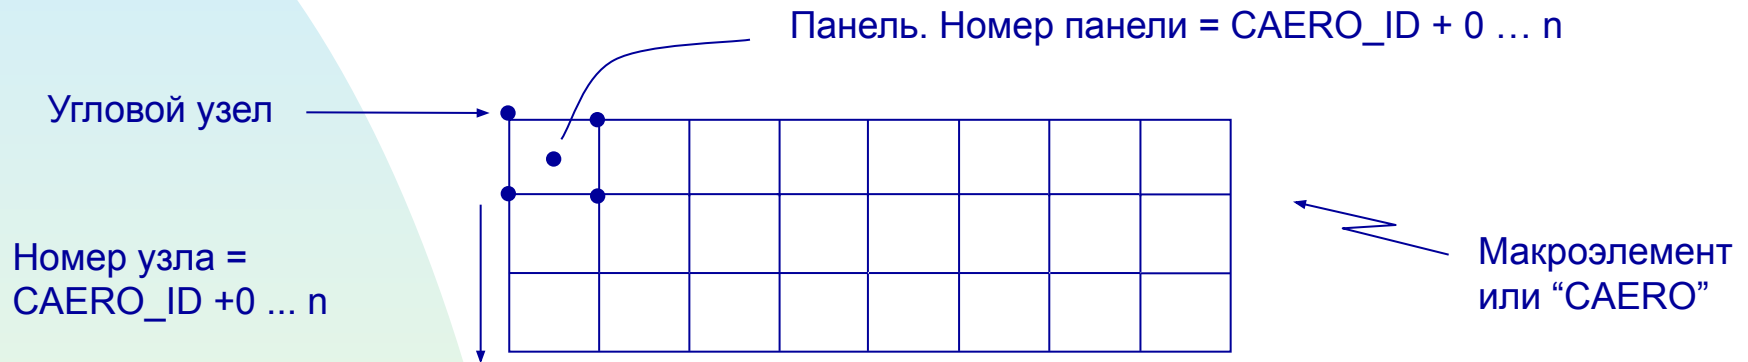 Панель. Номер панели = CAERO_ID + 0 … n
Угловой узел
Номер узла =
CAERO_ID +0 ... n
Макроэлемент
или “CAERO”